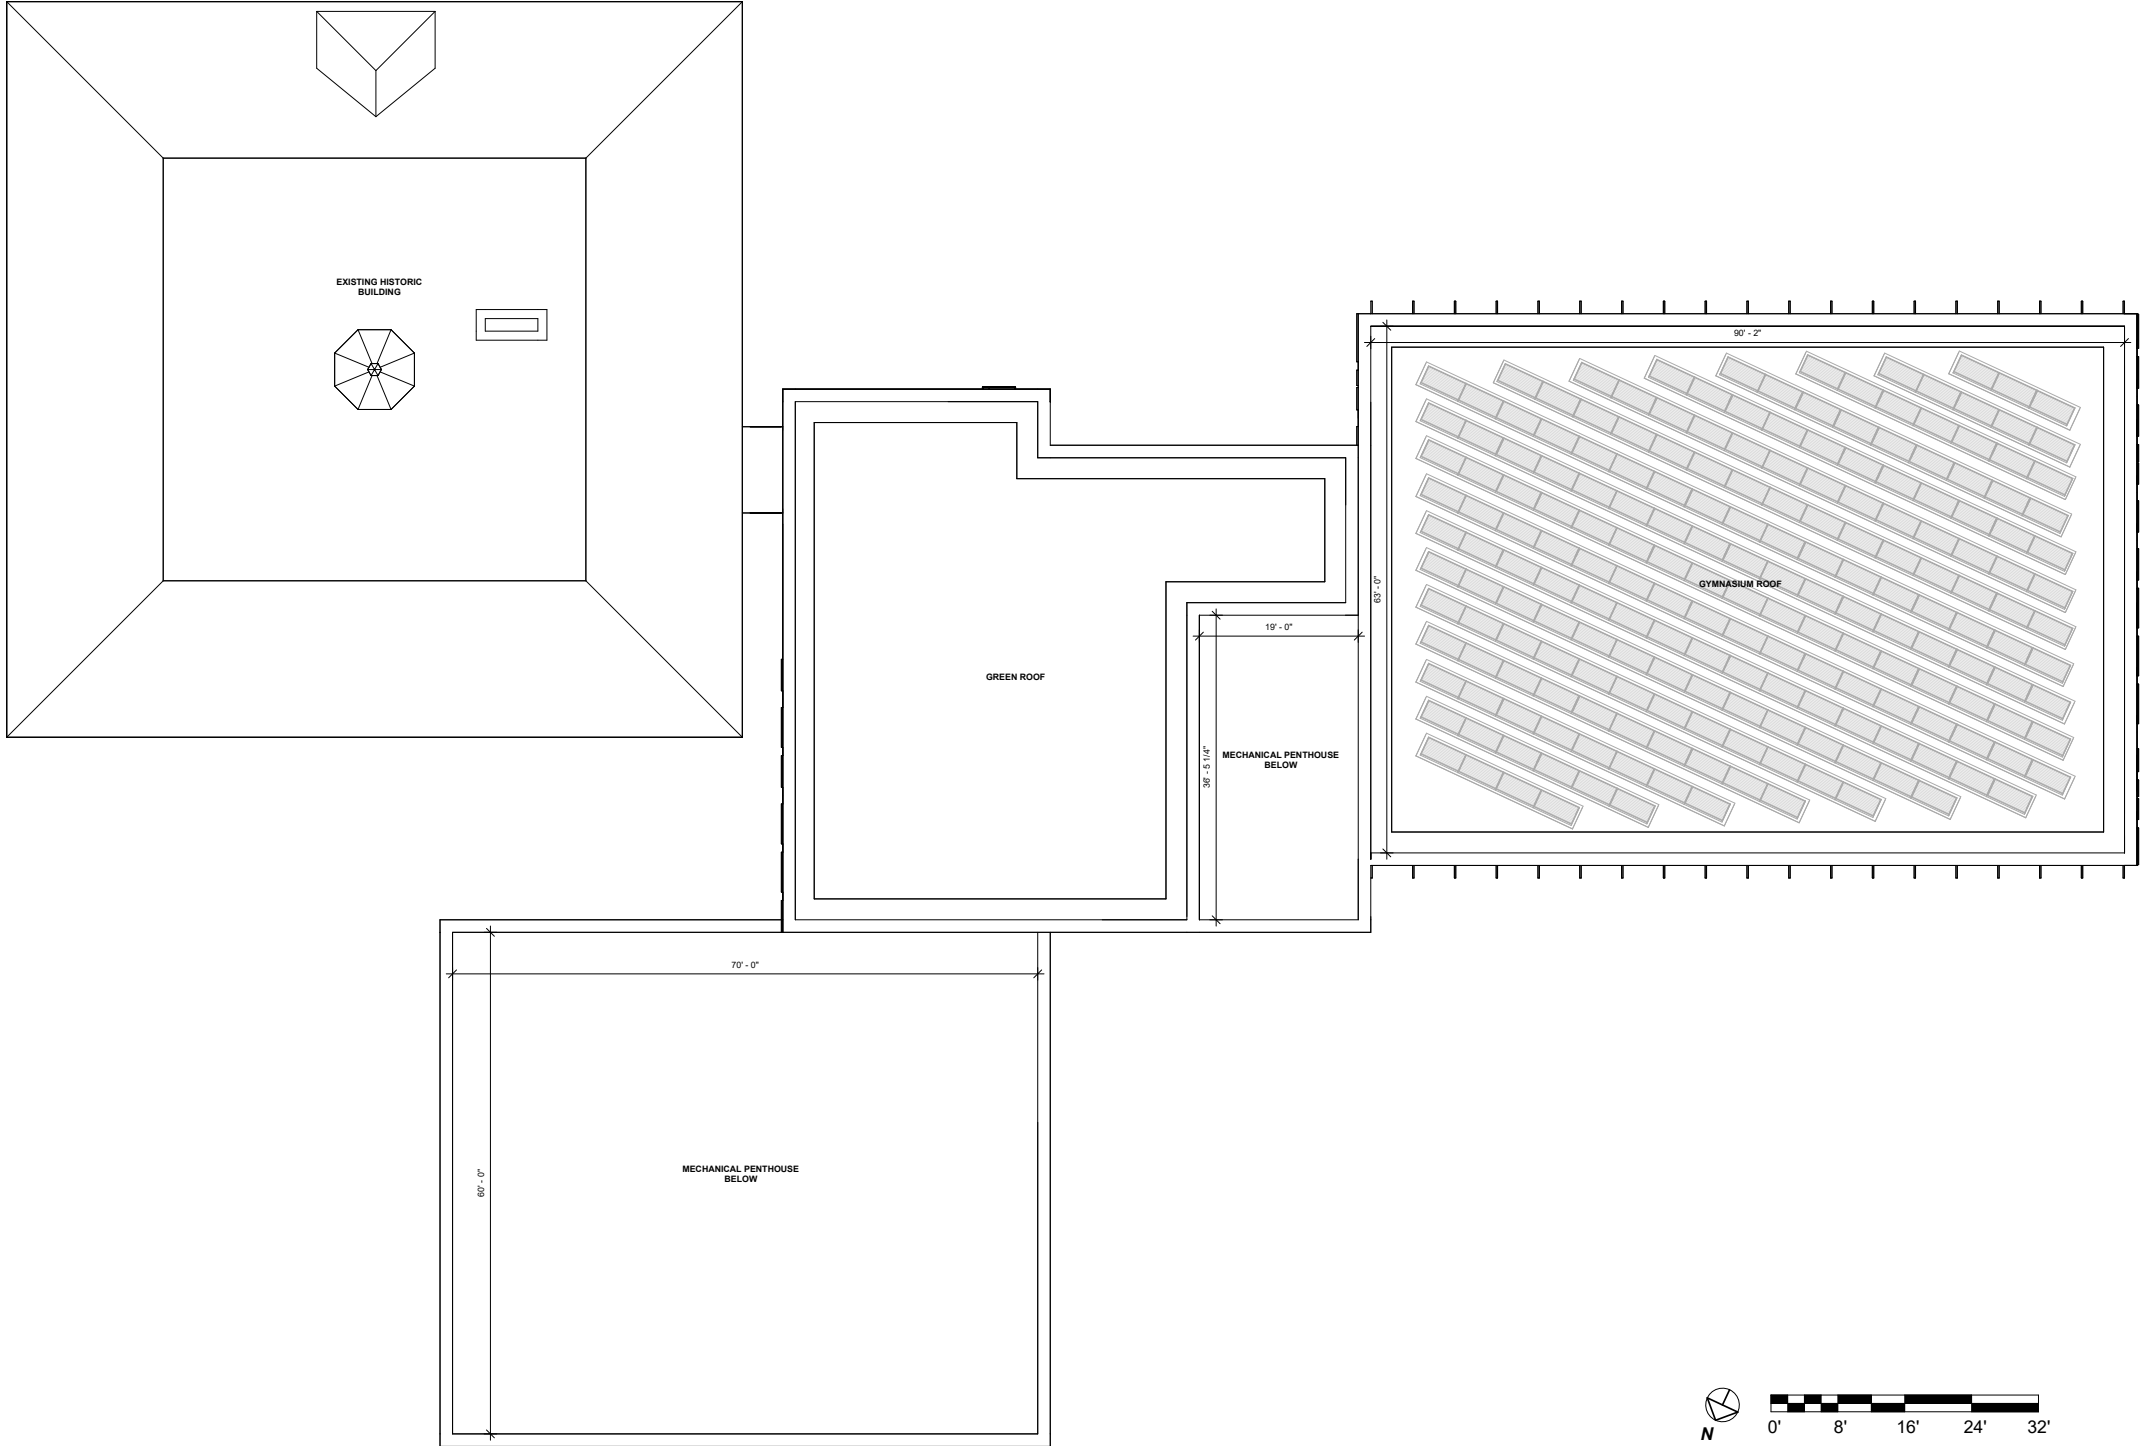 EXISTING HISTORIC
BUILDING
90' - 2"
63' - 0"
GYMNASIUM ROOF
19' - 0"
GREEN ROOF
36' - 5 1/4"
MECHANICAL PENTHOUSE
BELOW
70' - 0"
60' - 0"
MECHANICAL PENTHOUSE
BELOW
N
0' 8' 16' 24' 32'